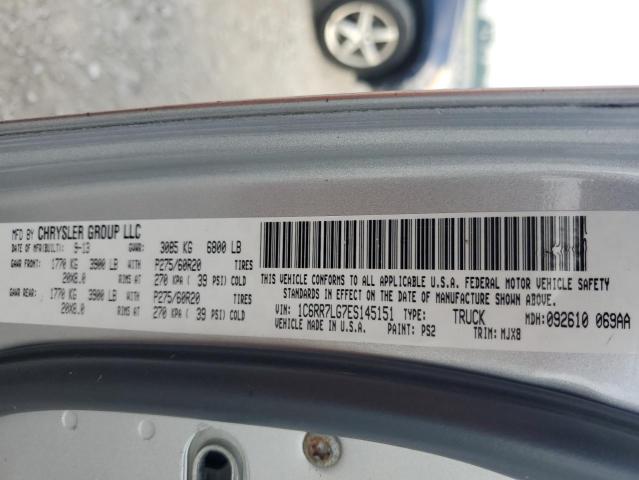 MFD BY CHRYSLER GROUP LLC
DATE OF MFR(BUILT): 9-13 GVWR: 3085 KG 6800 LB
GAWR FRONT: 1770 KG 3900 LB WITH P275/60R20 TIRES
20X8.0 RIMS AT 270 KPA ( 39 PSI) COLD
GAWR REAR: 1770 KG 3900 LB WITH P275/60R20 TIRES
20X8.0 RIMS AT 270 KPA ( 39 PSI) COLD
THIS VEHICLE CONFORMS TO ALL APPLICABLE U.S.A. FEDERAL MOTOR VEHICLE SAFETY
STANDARDS IN EFFECT ON THE DATE OF MANUFACTURE SHOWN ABOVE.
VIN: 1C6RR7LG7ES145151 TYPE: TRUCK MDH: 092610 069AA
MADE IN U.S.A. PAINT: PS2 TRIM: MJX8